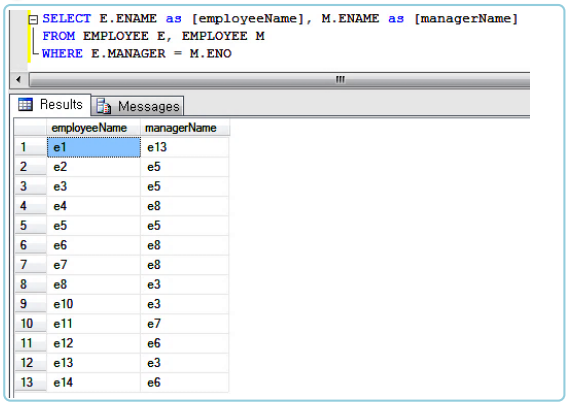 SELECT E.ENAME as [employeeName], M.ENAME as [managerName]
FROM EMPLOYEE E, EMPLOYEE M
WHERE E.MANAGER = M.ENO
Results Messages
employeeName managerName
1 e1 e13
2 e2 e5
3 e3 e5
4 e4 e8
5 e5 e5
6 e6 e8
7 e7 e8
8 e8 e3
9 e10 e3
10 e11 e7
11 e12 e6
12 e13 e3
13 e14 e6